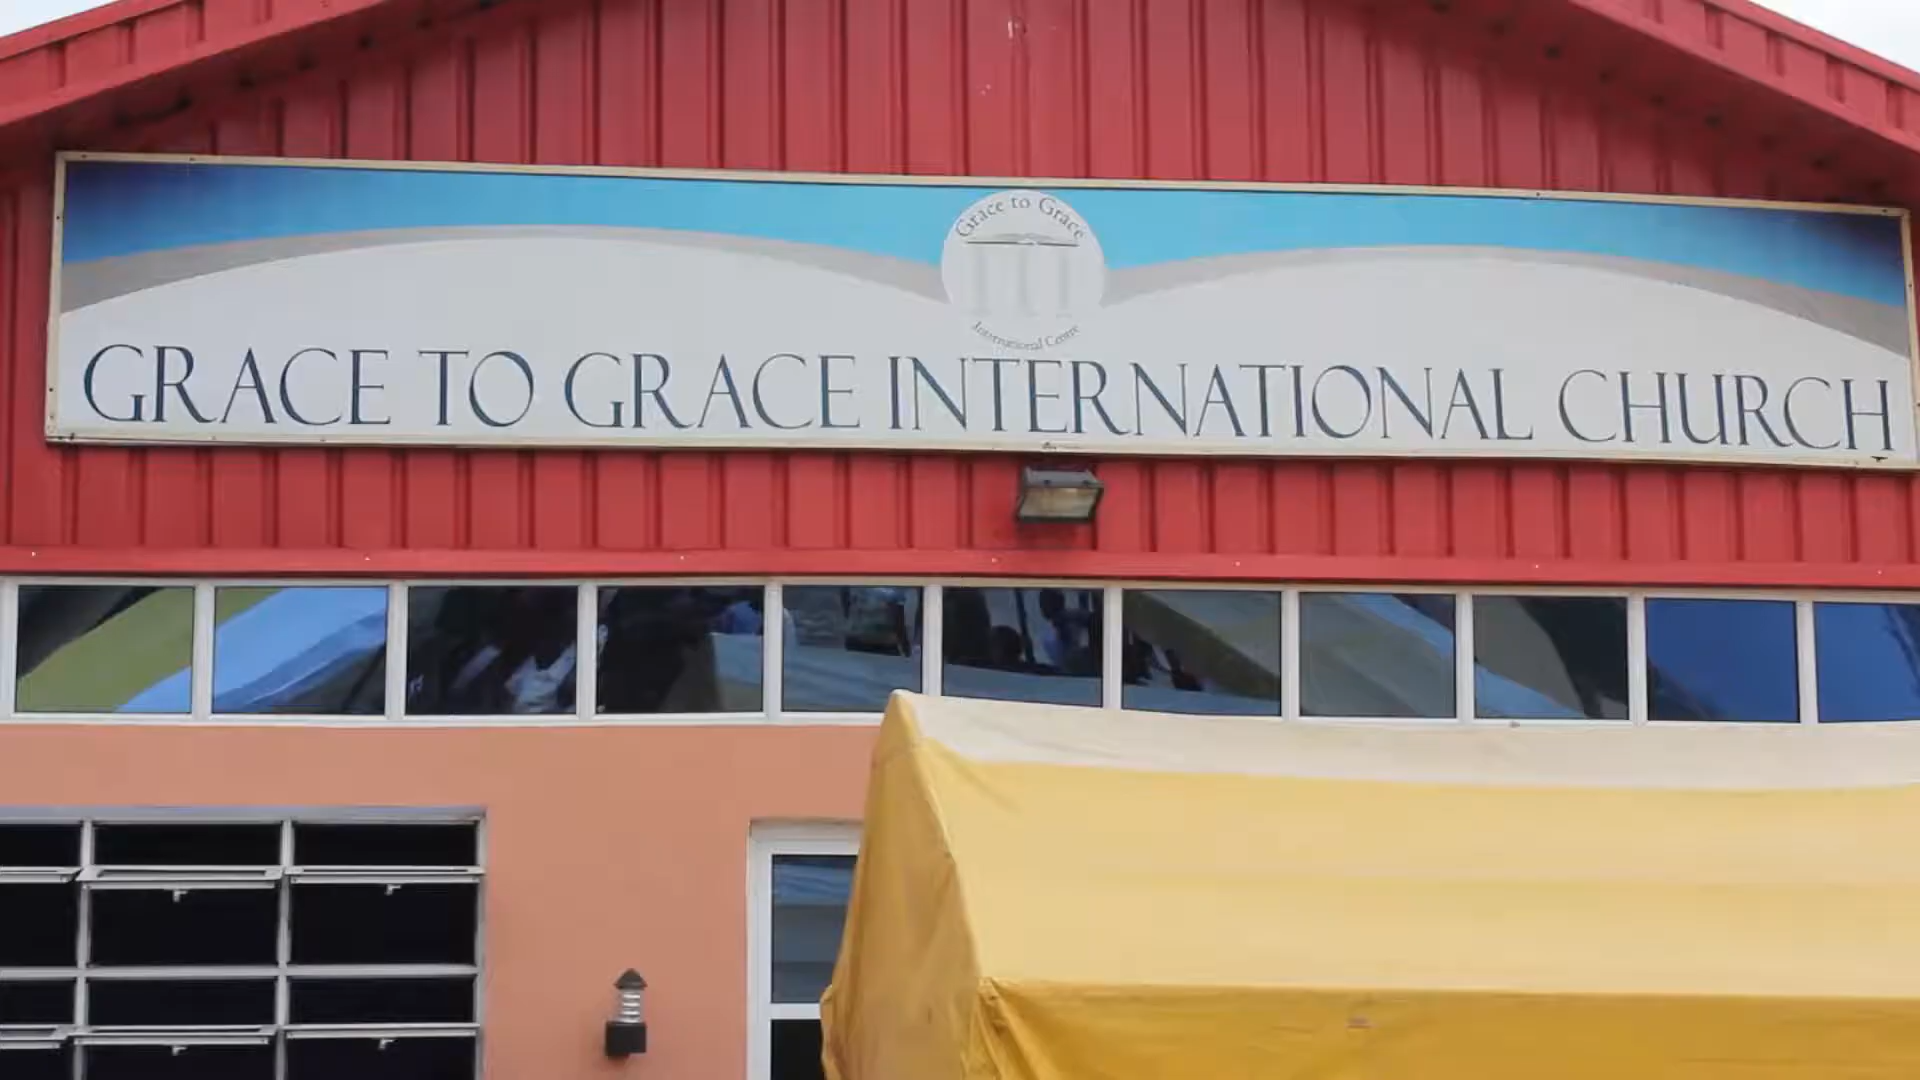 Grace to Grace
International Centre
GRACE TO GRACE INTERNATIONAL CHURCH